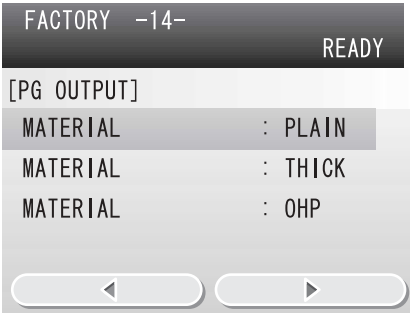 FACTORY -14-
READY
[PG OUTPUT]
MATERIAL : PLAIN
MATERIAL : THICK
MATERIAL : OHP